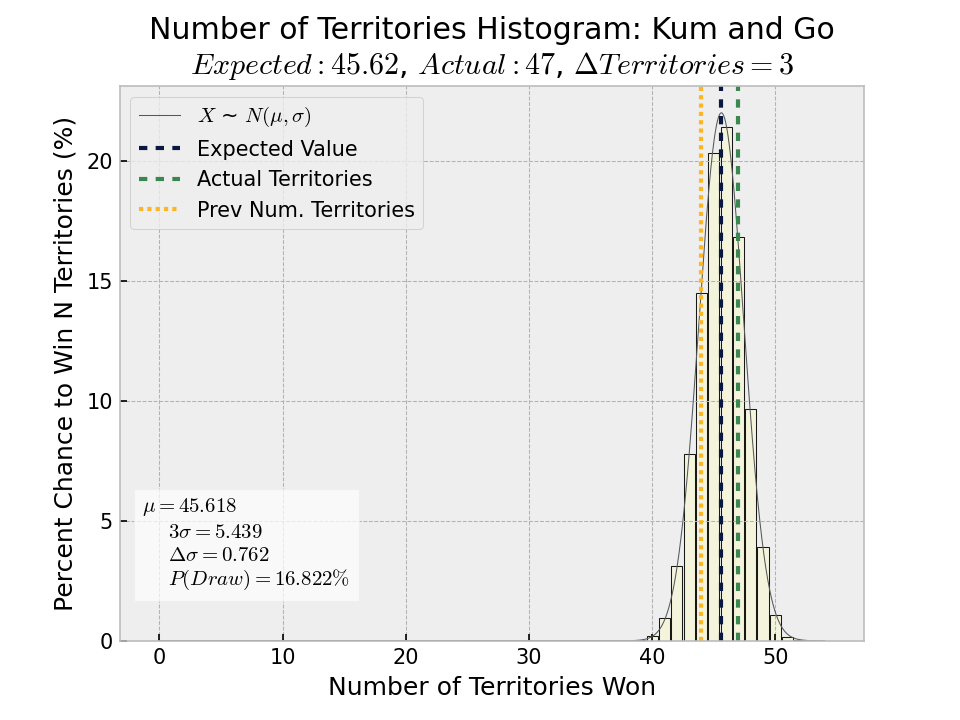 Number of Territories Histogram: Kum and Go
Expected : 45.62, Actual : 47, ΔTerritories = 3
X ~ N(μ, σ)
Expected Value
Actual Territories
Prev Num. Territories
Percent Chance to Win N Territories (%)
20
15
10
5
0
μ = 45.618
3σ = 5.439
Δσ = 0.762
P(Draw) = 16.822%
0 10 20 30 40 50
Number of Territories Won